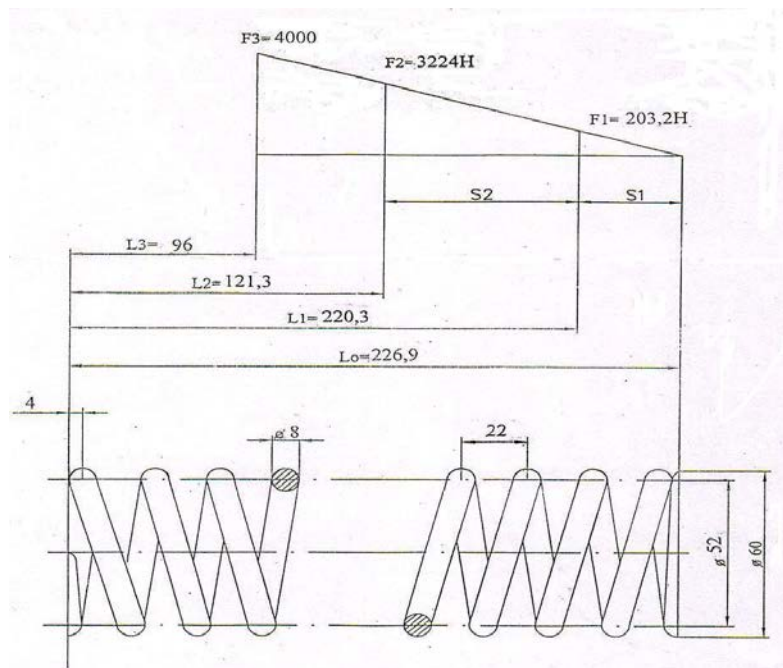 F3= 4000
F2= 3224H
F1= 203,2H
S2
S1
L3= 96
L2= 121,3
L1= 220,3
Lo= 226,9
4
ø 8
22
ø 52
ø 60